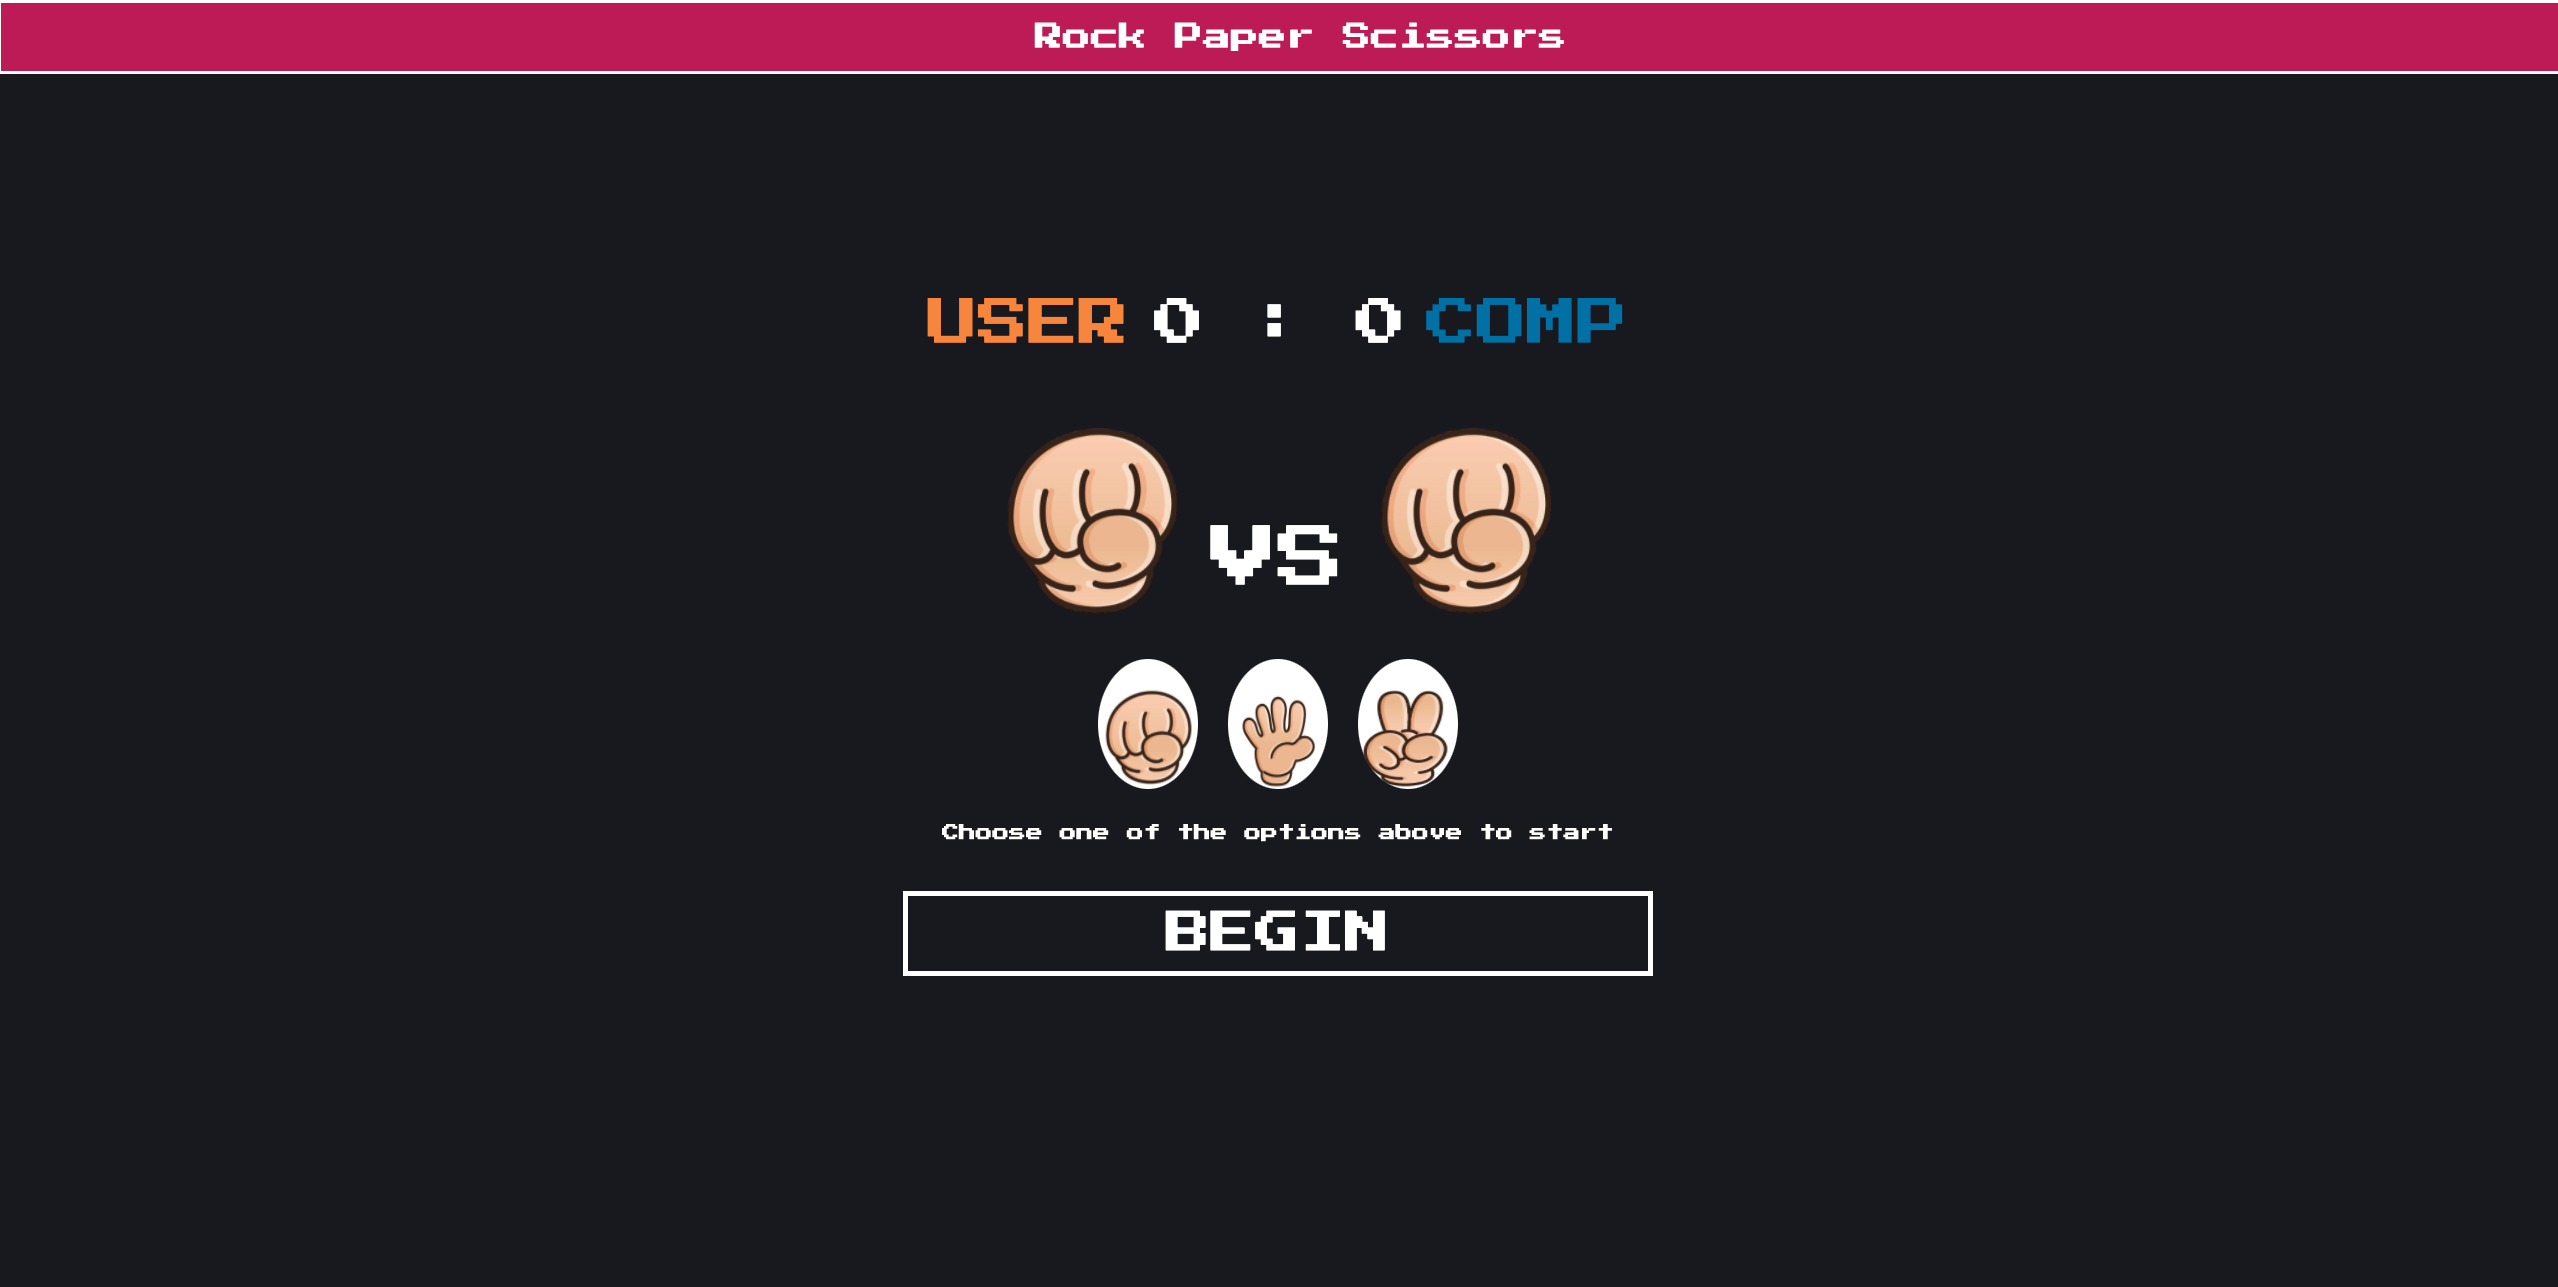 Rock Paper Scissors
USER 0 : 0 COMP
VS
Choose one of the options above to start
BEGIN